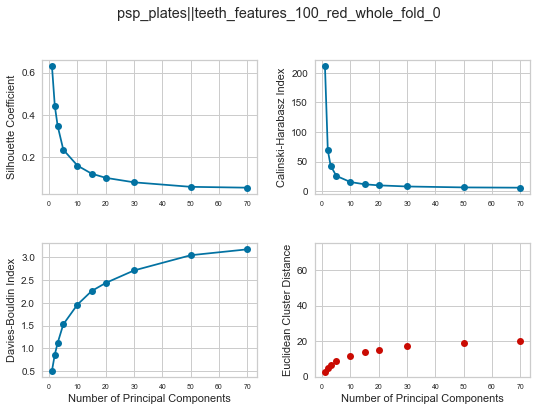 psp_plates||teeth_features_100_red_whole_fold_0
Silhouette Coefficient
0.6
0.4
0.2
0 10 20 30 40 50 60 70
Calinski-Harabasz Index
200
150
100
50
0
0 10 20 30 40 50 60 70
Davies-Bouldin Index
3.0
2.5
2.0
1.5
1.0
0.5
0 10 20 30 40 50 60 70
Number of Principal Components
Euclidean Cluster Distance
60
40
20
0
0 10 20 30 40 50 60 70
Number of Principal Components